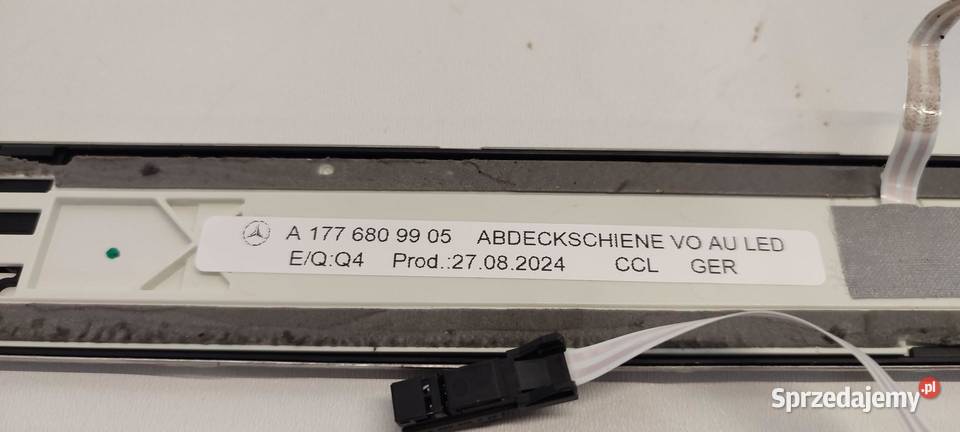 A 177 680 99 05 ABDECKSCHIENE VO AU LED
E/Q:Q4 Prod.:27.08.2024 CCL GER
Sprzedajemy.pl